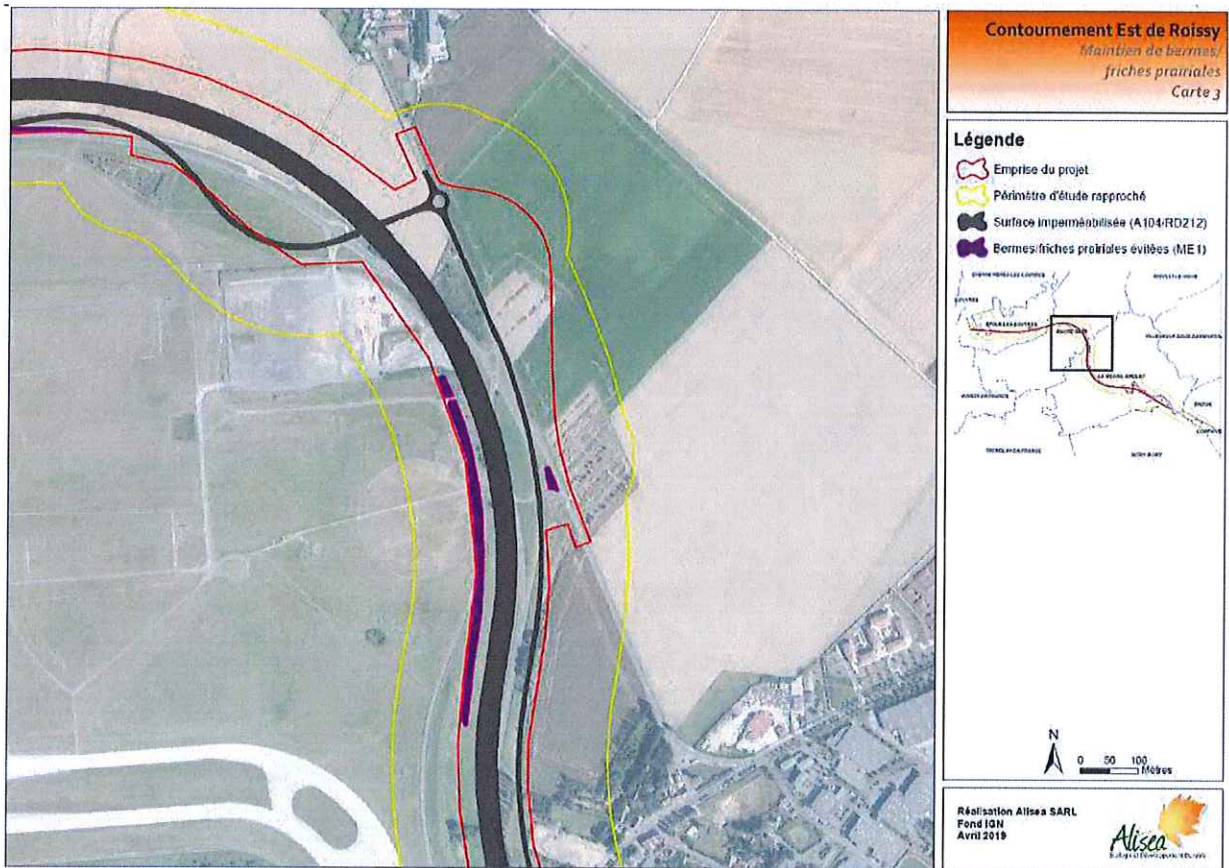 Contournement Est de Roissy
Maintien de bermes/
friches prairiales
Carte 3
Légende
Emprise du projet
Périmètre d'étude rapproché
Surface imperméabilisée (A104/RD212)
Bermes/friches prairiales évitées (ME1)
LOUVRES
N
0 50 100
Mètres
Réalisation Alisea SARL
Fond IGN
Avril 2019
Alisea